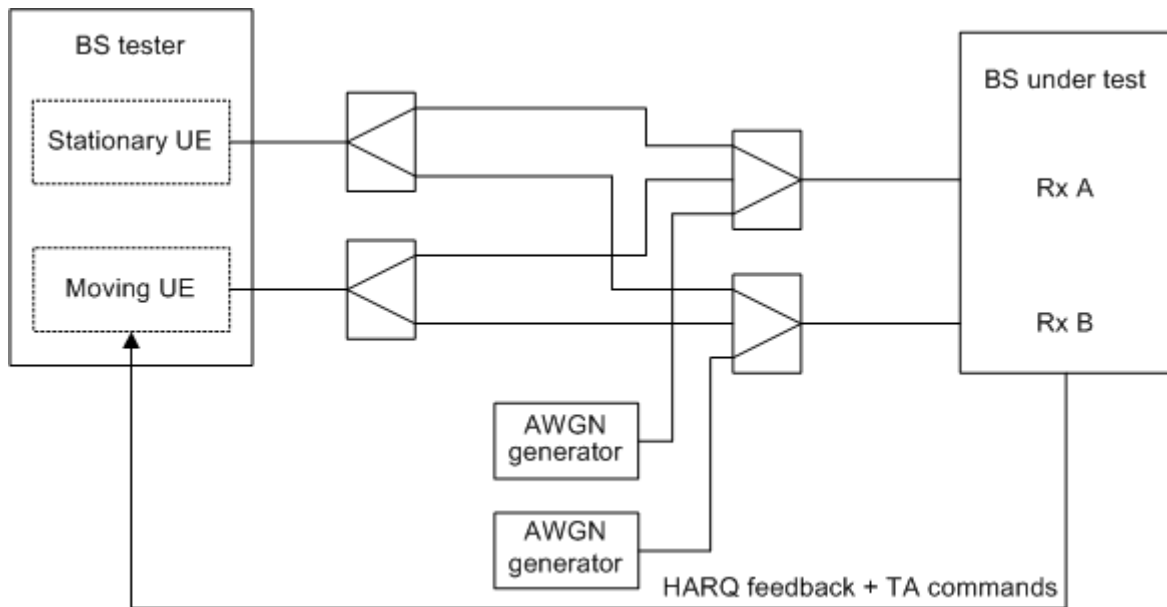 BS tester
Stationary UE
Moving UE
BS under test
Rx A
Rx B
AWGN
generator
AWGN
generator
HARQ feedback + TA commands